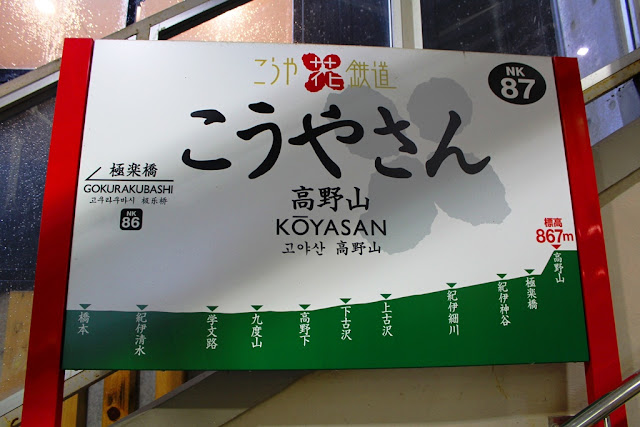 こうや花鉄道
NK
87
こうやさん
極楽橋
GOKURAKUBASHI
고쿠라쿠바시 极乐桥
NK
86
高野山
KŌYASAN
고야산 高野山
標高
867m
橋本
紀伊清水
学文路
九度山
高野下
下古沢
上古沢
紀伊細川
紀伊神谷
極楽橋
高野山